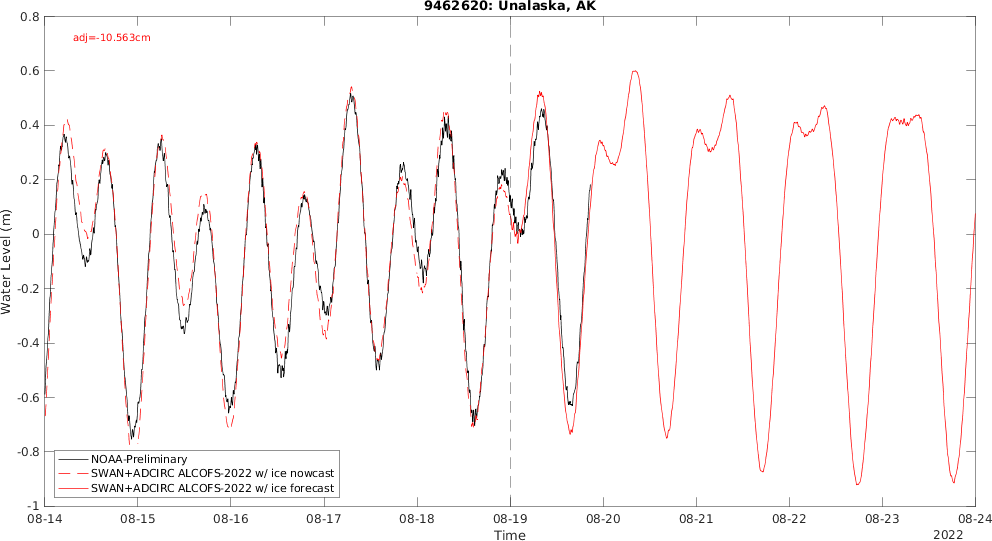 9462620: Unalaska, AK
adj=-10.563cm
0.8
0.6
0.4
0.2
0
-0.2
-0.4
-0.6
-0.8
-1
Water Level (m)
NOAA-Preliminary
SWAN+ADCIRC ALCOFS-2022 w/ ice nowcast
SWAN+ADCIRC ALCOFS-2022 w/ ice forecast
08-14 08-15 08-16 08-17 08-18 08-19 08-20 08-21 08-22 08-23 08-24
Time
2022